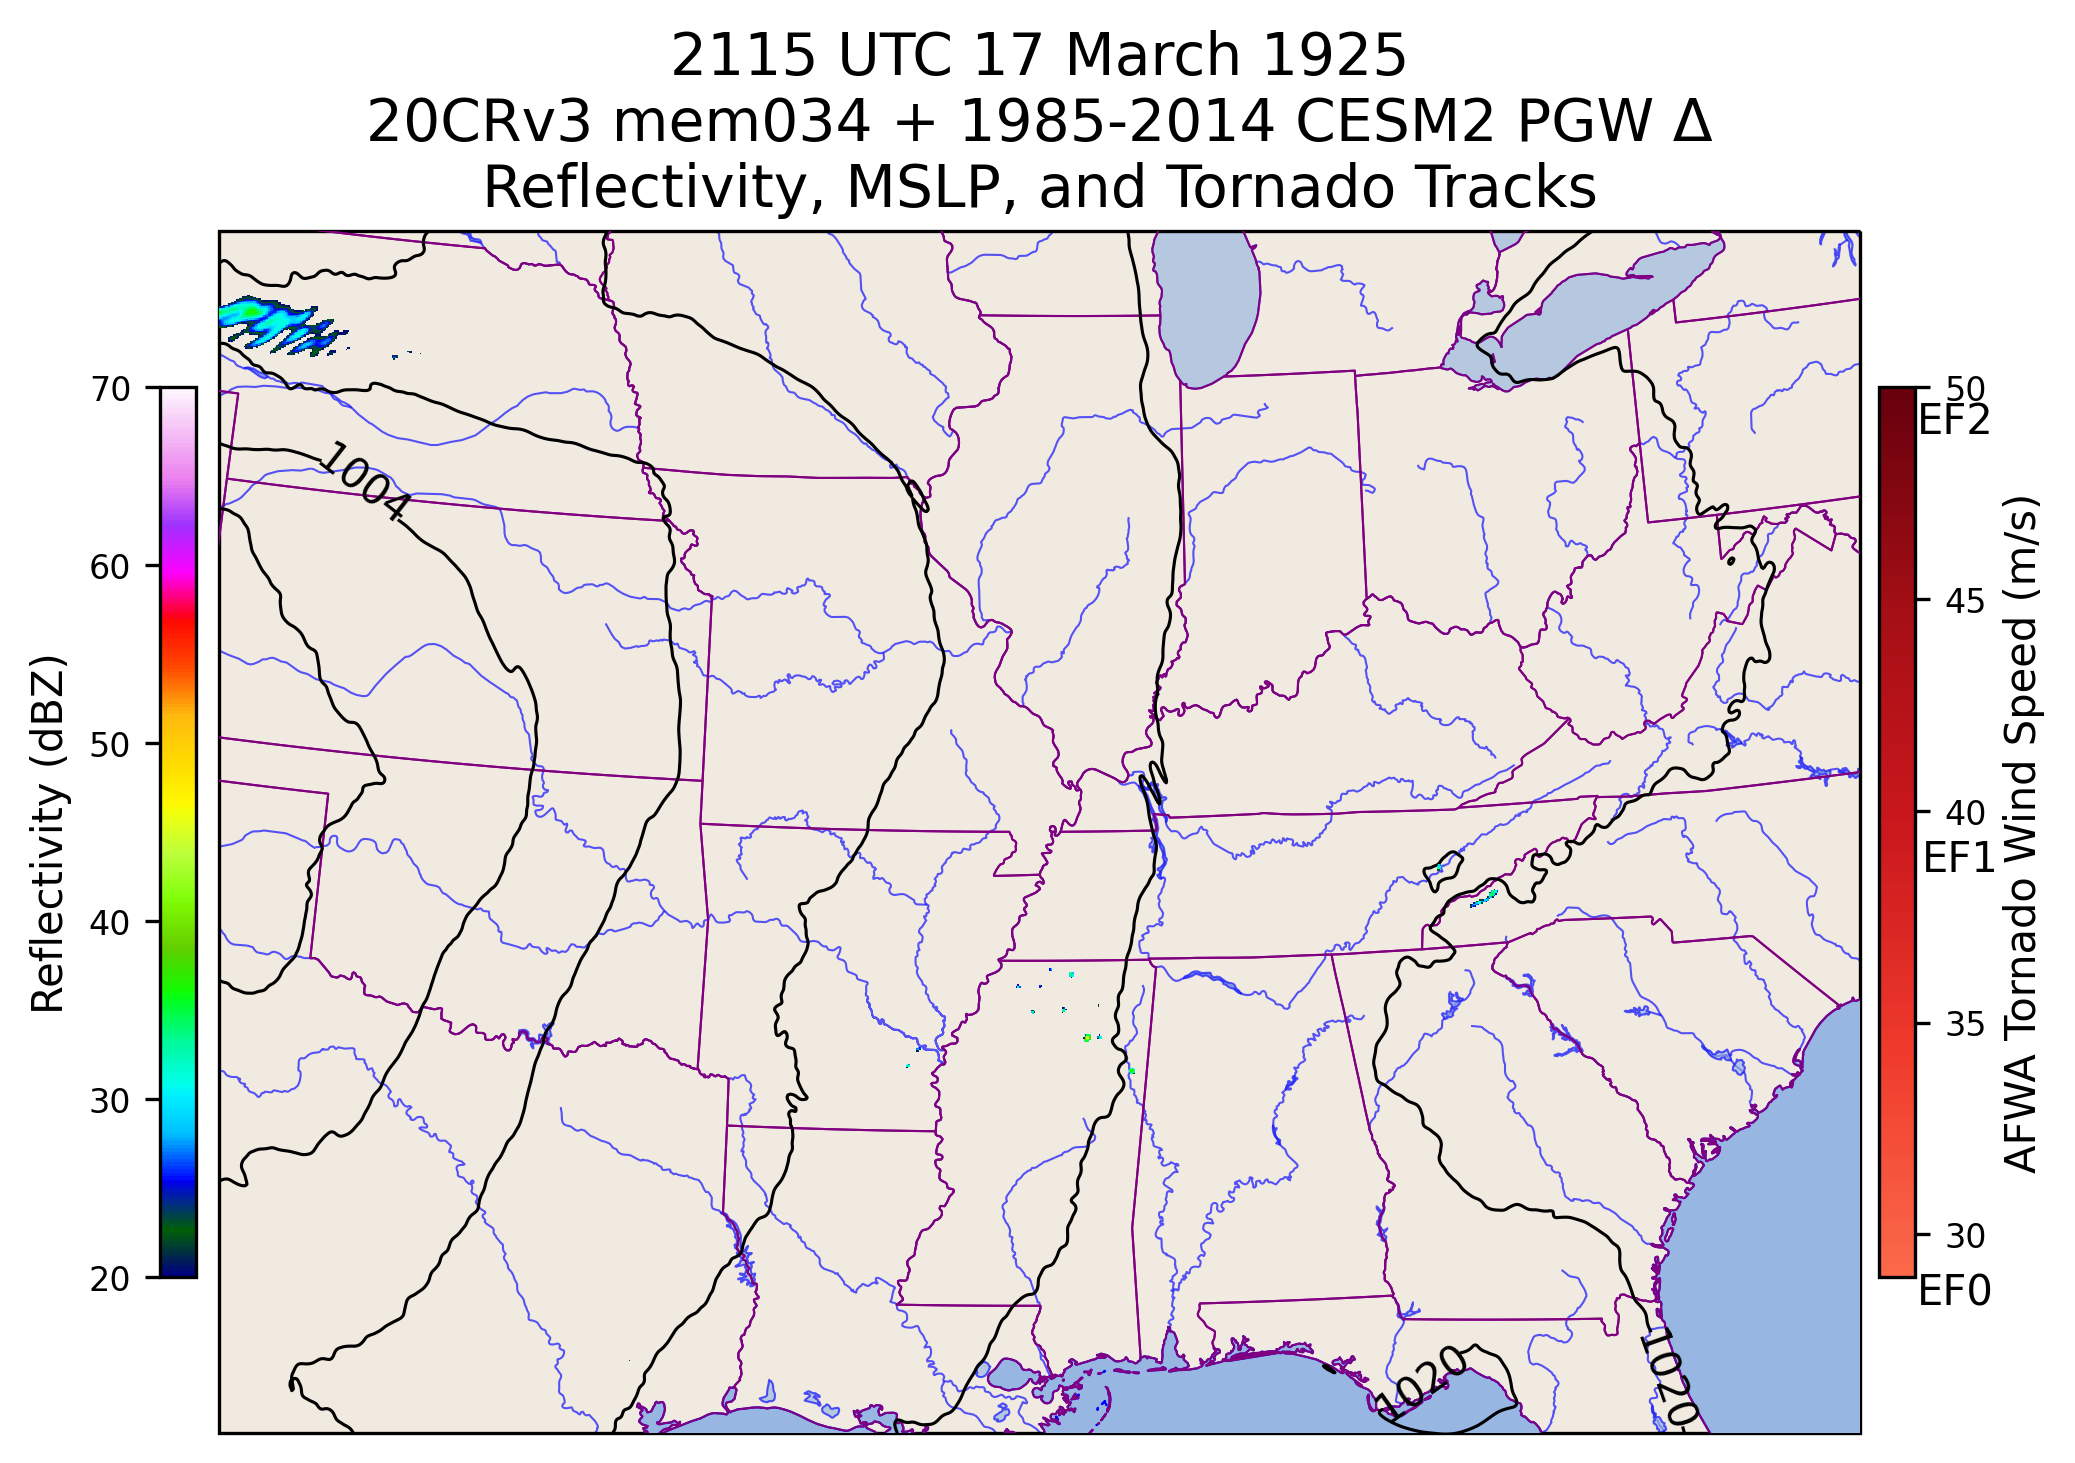 2115 UTC 17 March 1925
20CRv3 mem034 + 1985-2014 CESM2 PGW Δ
Reflectivity, MSLP, and Tornado Tracks
Reflectivity (dBZ)
70
60
50
40
30
20
1004
1020
1020
50
EF2
45
40
EF1
35
30
EF0
AFWA Tornado Wind Speed (m/s)